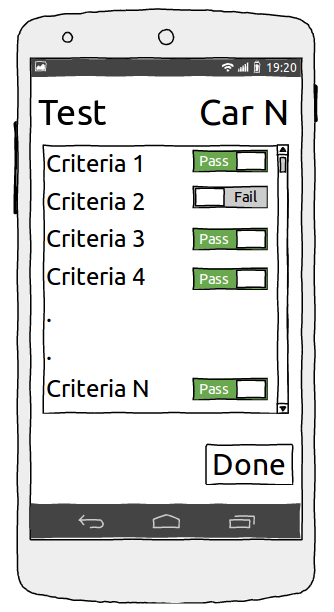 19:20
Test Car N
Criteria 1 Pass
Criteria 2 Fail
Criteria 3 Pass
Criteria 4 Pass
.
.
Criteria N Pass
Done